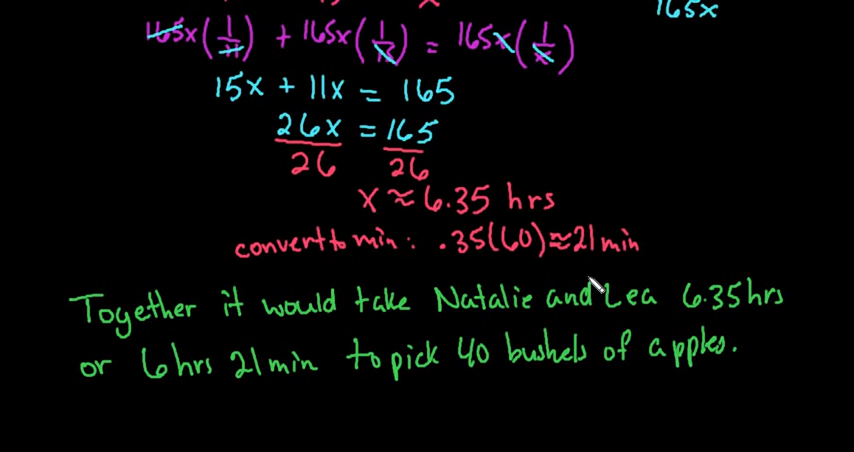 165x
165x(1/11) + 165x(1/15) = 165x(1/x)
15x + 11x = 165
26x = 165
26 26
x ≈ 6.35 hrs
convert to min: .35(60) ≈ 21 min
Together it would take Natalie and Lea 6.35 hrs
or 6 hrs 21 min to pick 40 bushels of apples.